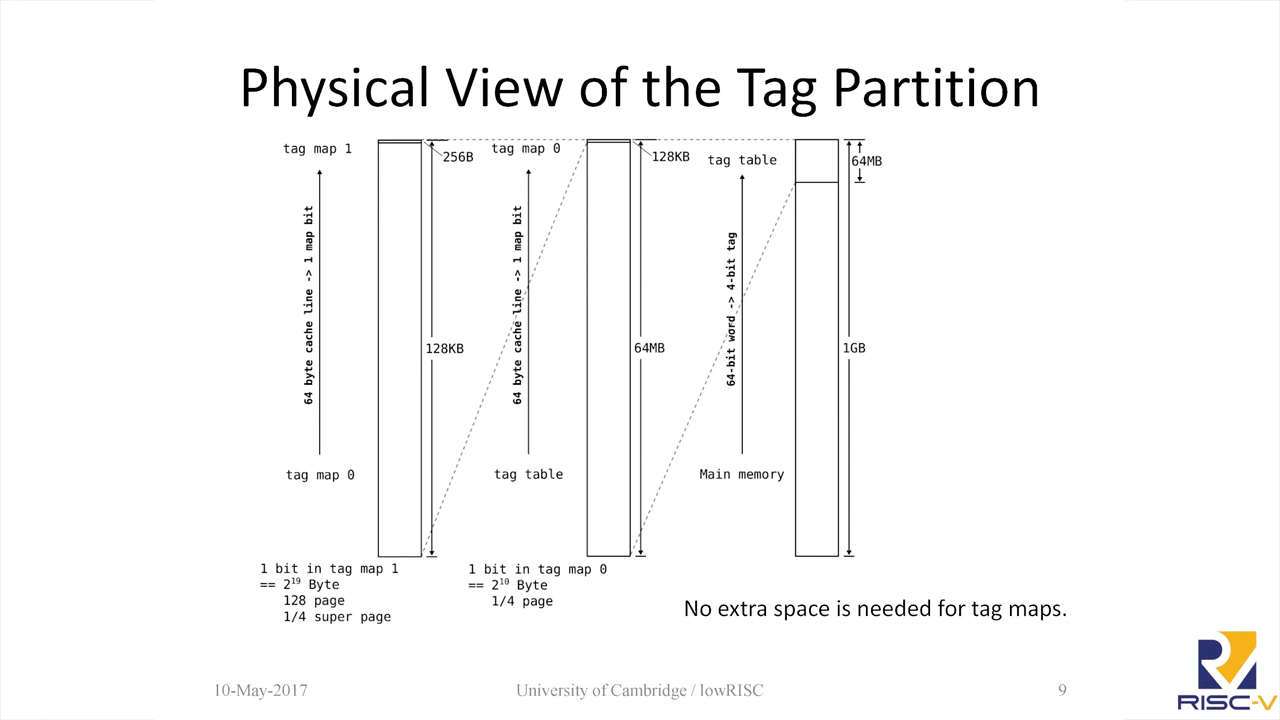 Physical View of the Tag Partition
tag map 1
256B
tag map 0
128KB
tag table
64MB
64 byte cache line -> 1 map bit
64 byte cache line -> 1 map bit
64-bit word -> 4-bit tag
128KB
64MB
1GB
tag map 0
tag table
Main memory
1 bit in tag map 1
== 2¹⁹ Byte
128 page
1/4 super page
1 bit in tag map 0
== 2¹⁰ Byte
1/4 page
No extra space is needed for tag maps.
10-May-2017
University of Cambridge / lowRISC
9
RISC-V